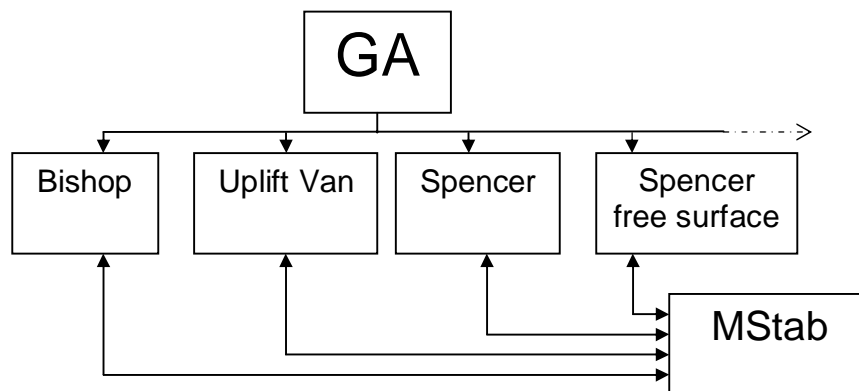 GA
Bishop
Uplift Van
Spencer
Spencer
free surface
MStab